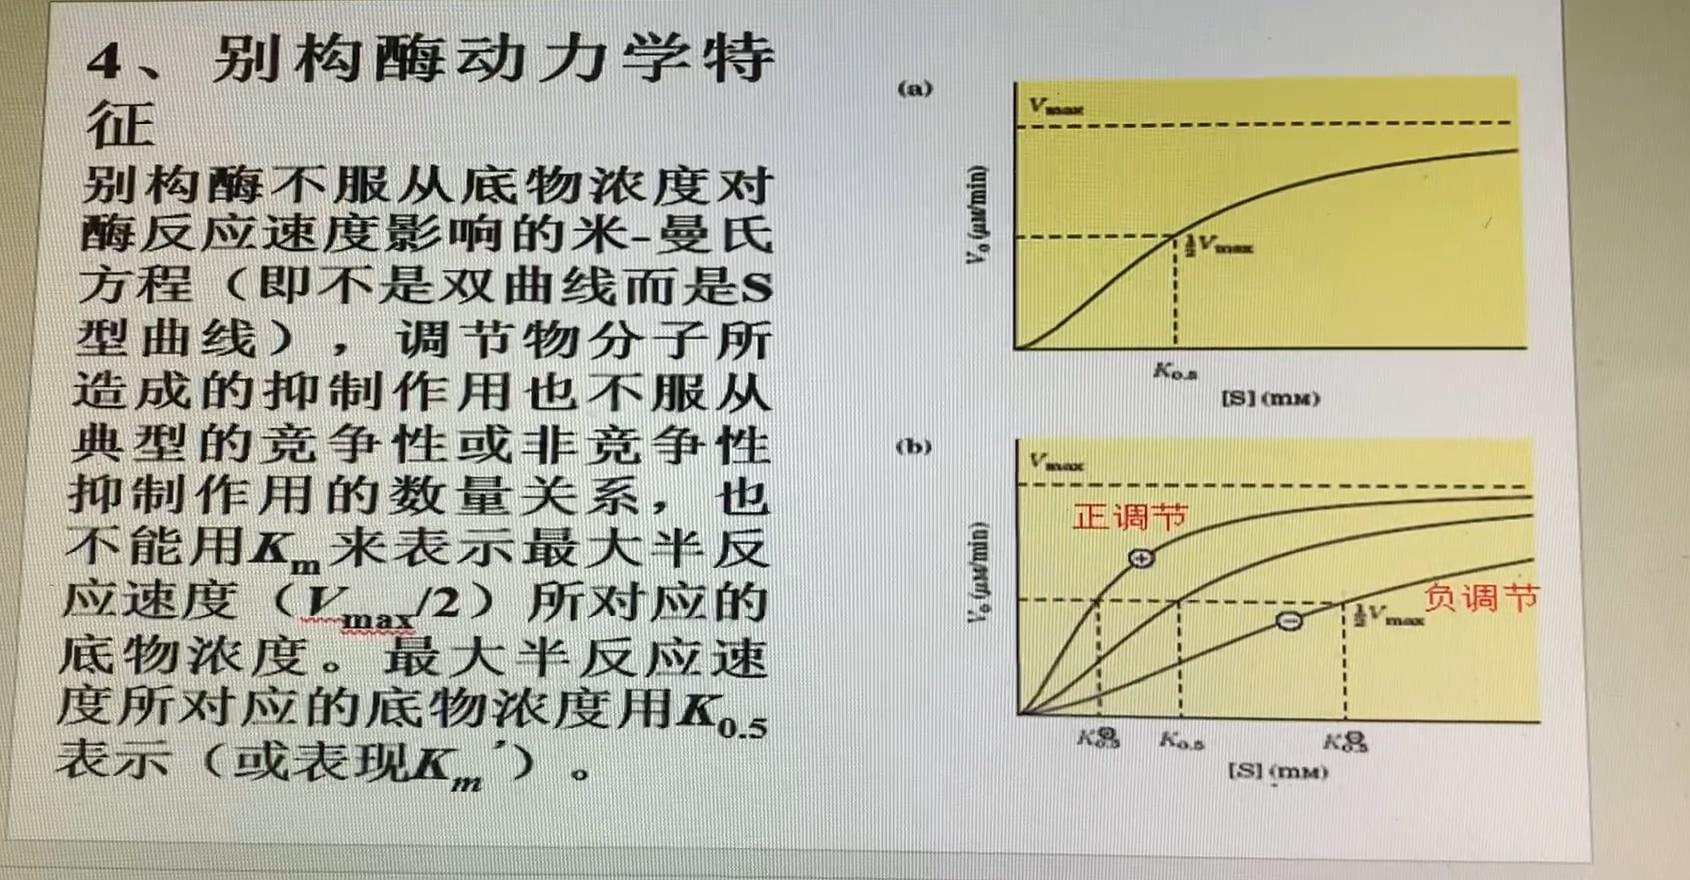 4、别构酶动力学特
征
别构酶不服从底物浓度对
酶反应速度影响的米-曼氏
方程（即不是双曲线而是S
型曲线），调节物分子所
造成的抑制作用也不服从
典型的竞争性或非竞争性
抑制作用的数量关系，也
不能用Km来表示最大半反
应速度（Vmax/2）所对应的
底物浓度。最大半反应速
度所对应的底物浓度用K0.5
表示（或表现Km′）。
(a)
Vmax
V0 (μM/min)
½Vmax
K0.5
[S] (mM)
(b)
Vmax
正调节
+
V0 (μM/min)
负调节
−
½Vmax
K0.5⊕ K0.5 K0.5⊖
[S] (mM)